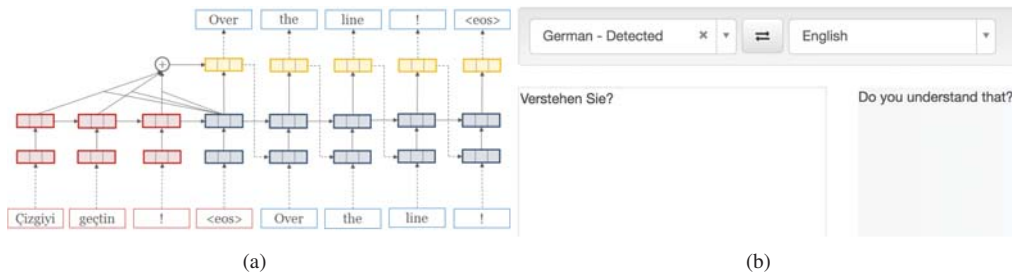 Over the line ! <eos>
+
Çizgiyi geçtin ! <eos> Over the line !
(a)
German - Detected × English
Verstehen Sie? Do you understand that?
(b)